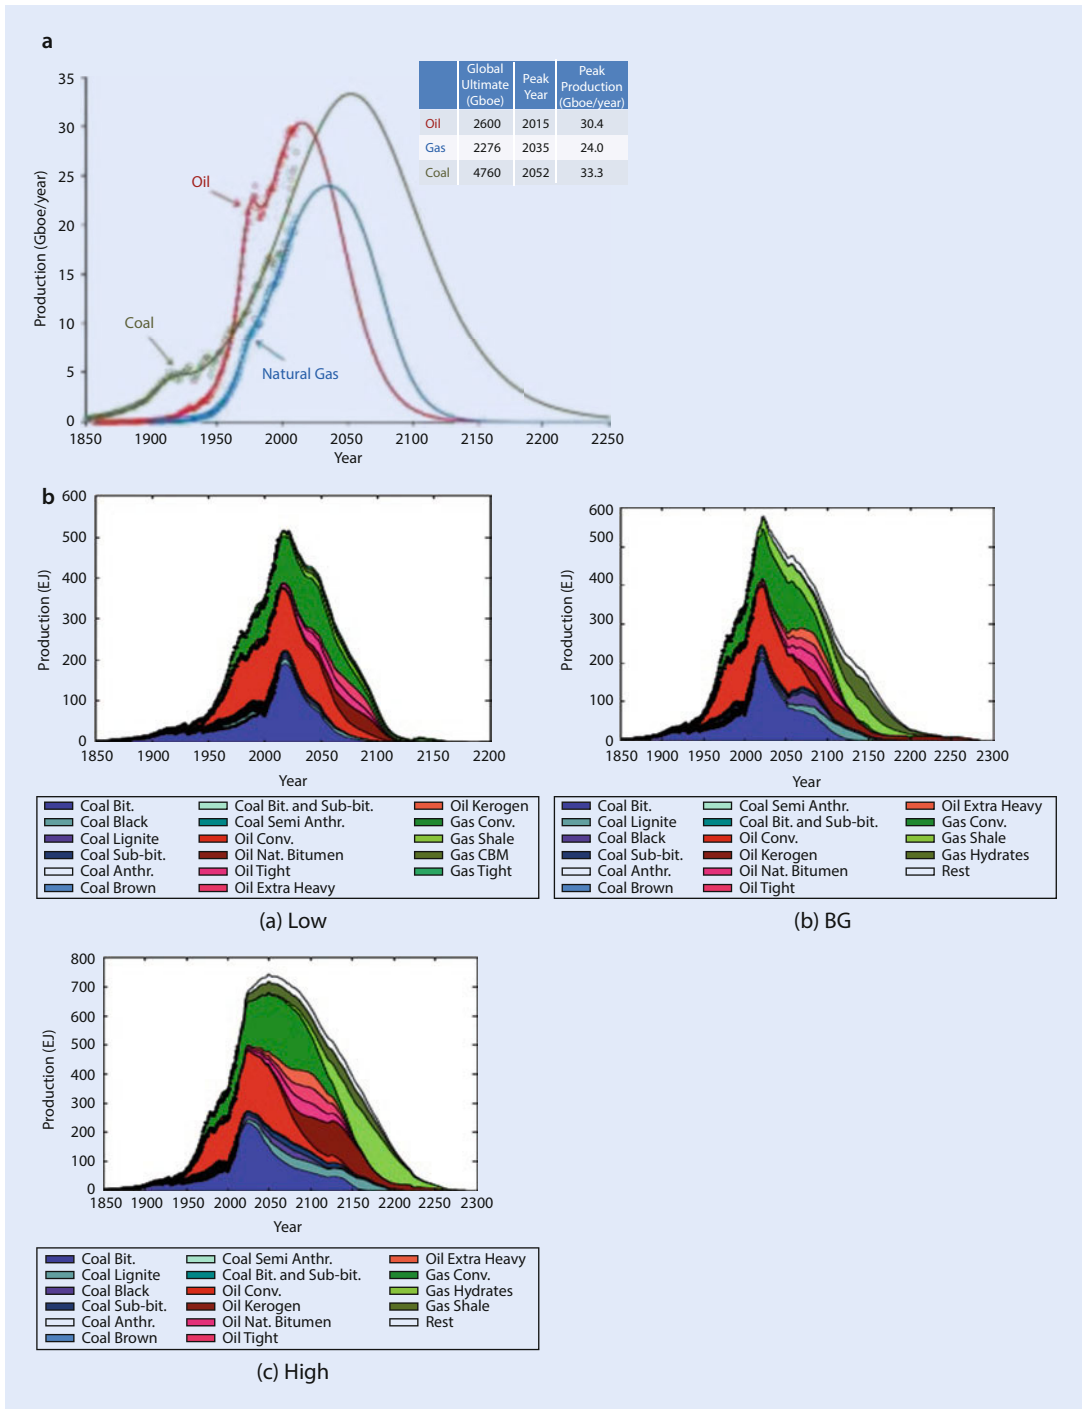 a
Global Ultimate (Gboe) Peak Year Peak Production (Gboe/year)
Oil 2600 2015 30.4
Gas 2276 2035 24.0
Coal 4760 2052 33.3
Production (Gboe/year)
35
30
25
20
15
10
5
0
Oil
Coal
Natural Gas
1850 1900 1950 2000 2050 2100 2150 2200 2250
Year
b
Production (EJ)
600
500
400
300
200
100
0
1850 1900 1950 2000 2050 2100 2150 2200
Year
Coal Bit. Coal Bit. and Sub-bit. Oil Kerogen
Coal Black Coal Semi Anthr. Gas Conv.
Coal Lignite Oil Conv. Gas Shale
Coal Sub-bit. Oil Nat. Bitumen Gas CBM
Coal Anthr. Oil Tight Gas Tight
Coal Brown Oil Extra Heavy
(a) Low
Production (EJ)
600
500
400
300
200
100
0
1850 1900 1950 2000 2050 2100 2150 2200 2250 2300
Year
Coal Bit. Coal Semi Anthr. Oil Extra Heavy
Coal Lignite Coal Bit. and Sub-bit. Gas Conv.
Coal Black Oil Conv. Gas Shale
Coal Sub-bit. Oil Kerogen Gas Hydrates
Coal Anthr. Oil Nat. Bitumen Rest
Coal Brown Oil Tight
(b) BG
Production (EJ)
800
700
600
500
400
300
200
100
0
1850 1900 1950 2000 2050 2100 2150 2200 2250 2300
Year
Coal Bit. Coal Semi Anthr. Oil Extra Heavy
Coal Lignite Coal Bit. and Sub-bit. Gas Conv.
Coal Black Oil Conv. Gas Hydrates
Coal Sub-bit. Oil Kerogen Gas Shale
Coal Anthr. Oil Nat. Bitumen Rest
Coal Brown Oil Tight
(c) High